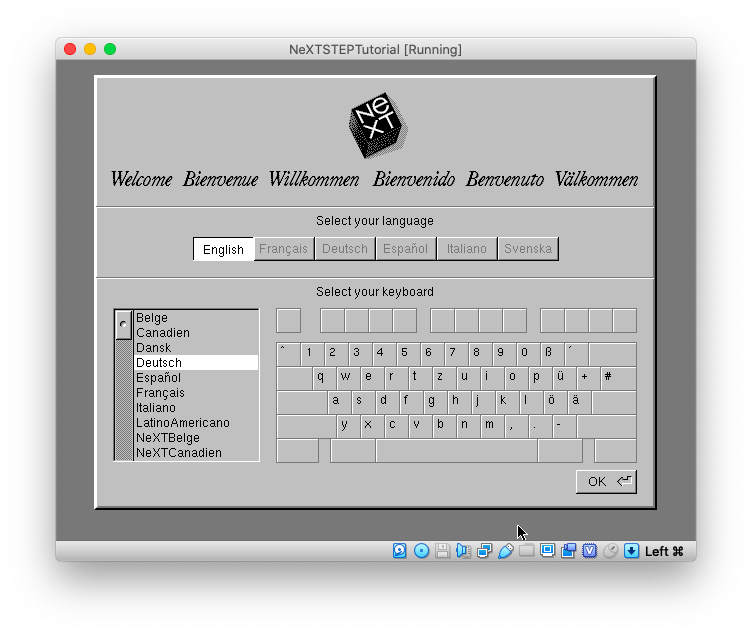 NeXTSTEPTutorial [Running]
NeXT
Welcome Bienvenue Willkommen Bienvenido Benvenuto Välkommen
Select your language
English Français Deutsch Español Italiano Svenska
Select your keyboard
Belge
Canadien
Dansk
Deutsch
Español
Français
Italiano
LatinoAmericano
NeXTBelge
NeXTCanadien
^ 1 2 3 4 5 6 7 8 9 0 ß ´
q w e r t z u i o p ü + #
a s d f g h j k l ö ä
y x c v b n m , . -
OK
V
Left ⌘